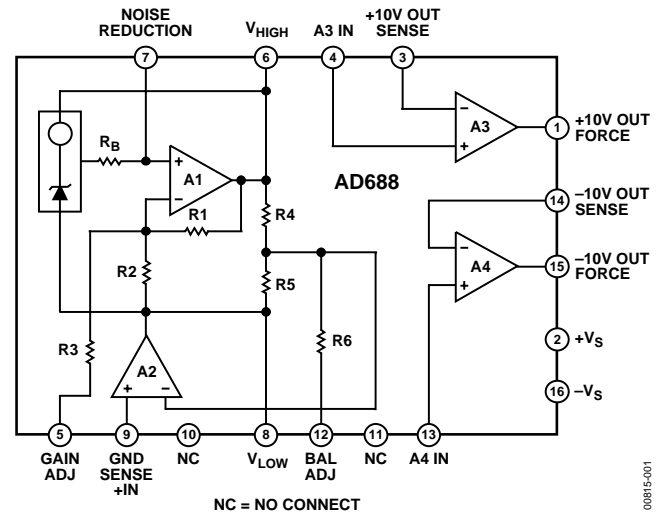 NOISE
REDUCTION
VHIGH
A3 IN
+10V OUT
SENSE
7
6
4
3
RB
A1
A3
1
+10V OUT
FORCE
AD688
R1
R4
14
–10V OUT
SENSE
R2
R5
A4
15
–10V OUT
FORCE
R3
R6
A2
2
+VS
16
–VS
5
9
10
8
12
11
13
GAIN
ADJ
GND
SENSE
+IN
NC
VLOW
BAL
ADJ
NC
A4 IN
NC = NO CONNECT
00815-001